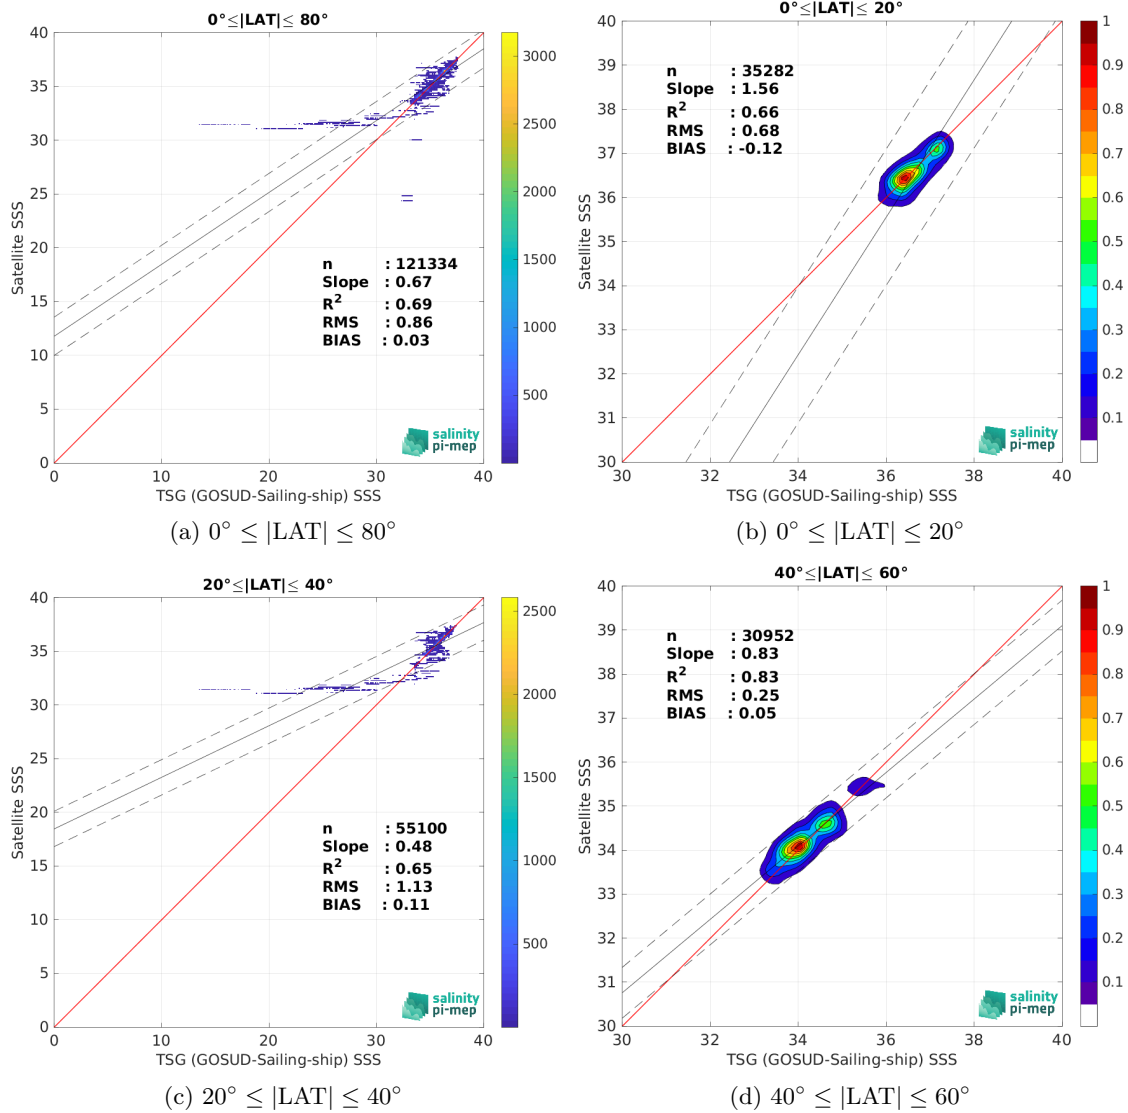 0°≤|LAT|≤ 80°
40
35
30
25
20
15
10
5
0
Satellite SSS
n : 121334
Slope : 0.67
R² : 0.69
RMS : 0.86
BIAS : 0.03
salinity
pi-mep
0 10 20 30 40
TSG (GOSUD-Sailing-ship) SSS
3000
2500
2000
1500
1000
500
(a) 0° ≤ |LAT| ≤ 80°
0°≤|LAT|≤ 20°
40
39
38
37
36
35
34
33
32
31
30
Satellite SSS
n : 35282
Slope : 1.56
R² : 0.66
RMS : 0.68
BIAS : -0.12
salinity
pi-mep
30 32 34 36 38 40
TSG (GOSUD-Sailing-ship) SSS
1
0.9
0.8
0.7
0.6
0.5
0.4
0.3
0.2
0.1
(b) 0° ≤ |LAT| ≤ 20°
20°≤|LAT|≤ 40°
40
35
30
25
20
15
10
5
0
Satellite SSS
n : 55100
Slope : 0.48
R² : 0.65
RMS : 1.13
BIAS : 0.11
salinity
pi-mep
0 10 20 30 40
TSG (GOSUD-Sailing-ship) SSS
2500
2000
1500
1000
500
(c) 20° ≤ |LAT| ≤ 40°
40°≤|LAT|≤ 60°
40
39
38
37
36
35
34
33
32
31
30
Satellite SSS
n : 30952
Slope : 0.83
R² : 0.83
RMS : 0.25
BIAS : 0.05
salinity
pi-mep
30 32 34 36 38 40
TSG (GOSUD-Sailing-ship) SSS
1
0.9
0.8
0.7
0.6
0.5
0.4
0.3
0.2
0.1
(d) 40° ≤ |LAT| ≤ 60°